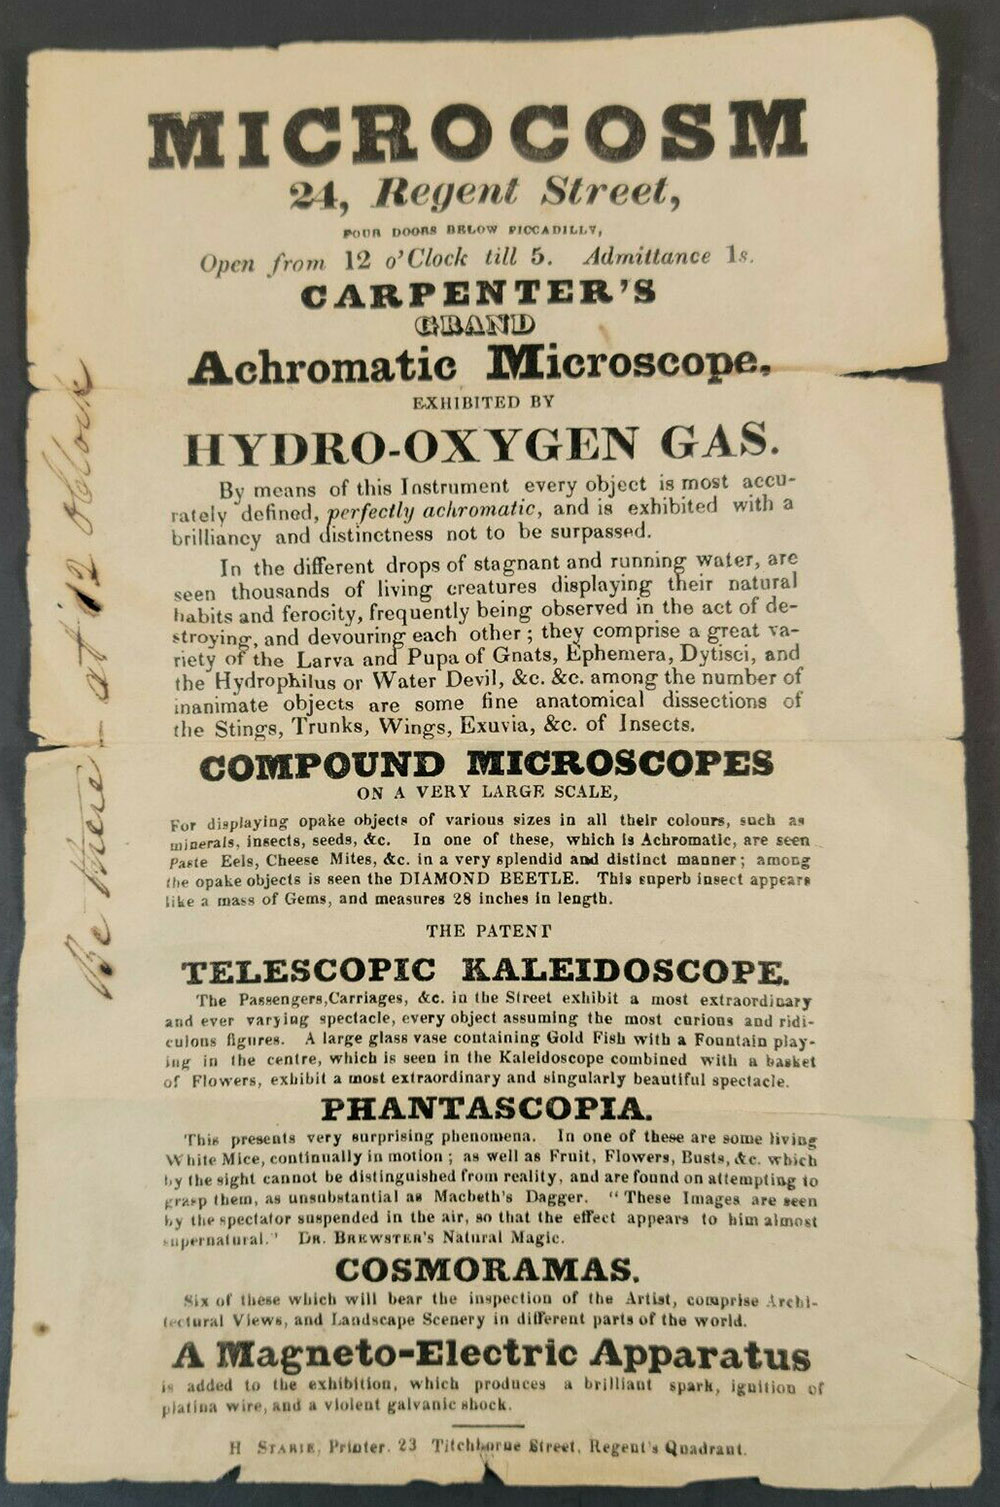 MICROCOSM
24, Regent Street,
FOUR DOORS BELOW PICCADILLY,
Open from 12 o'Clock till 5. Admittance 1s.
CARPENTER'S
GRAND
Achromatic Microscope,
EXHIBITED BY
HYDRO-OXYGEN GAS.
By means of this Instrument every object is most accu-
rately defined, perfectly achromatic, and is exhibited with a
brilliancy and distinctness not to be surpassed.
In the different drops of stagnant and running water, are
seen thousands of living creatures displaying their natural
habits and ferocity, frequently being observed in the act of de-
stroying, and devouring each other; they comprise a great va-
riety of the Larva and Pupa of Gnats, Ephemera, Dytisci, and
the Hydrophilus or Water Devil, &c. &c. among the number of
inanimate objects are some fine anatomical dissections of
the Stings, Trunks, Wings, Exuvia, &c. of Insects.
COMPOUND MICROSCOPES
ON A VERY LARGE SCALE,
For displaying opake objects of various sizes in all their colours, such as
minerals, insects, seeds, &c. In one of these, which is Achromatic, are seen
Paste Eels, Cheese Mites, &c. in a very splendid and distinct manner; among
the opake objects is seen the DIAMOND BEETLE. This superb insect appears
like a mass of Gems, and measures 28 inches in length.
THE PATENT
TELESCOPIC KALEIDOSCOPE.
The Passengers, Carriages, &c. in the Street exhibit a most extraordinary
and ever varying spectacle, every object assuming the most curious and ridi-
culous figures. A large glass vase containing Gold Fish with a Fountain play-
ing in the centre, which is seen in the Kaleidoscope combined with a basket
of Flowers, exhibit a most extraordinary and singularly beautiful spectacle.
PHANTASCOPIA.
This presents very surprising phenomena. In one of these are some living
White Mice, continually in motion; as well as Fruit, Flowers, Busts, &c. which
by the sight cannot be distinguished from reality, and are found on attempting to
grasp them, as unsubstantial as Macbeth's Dagger. "These Images are seen
by the spectator suspended in the air, so that the effect appears to him almost
supernatural." DR. BREWSTER'S Natural Magic.
COSMORAMAS.
Six of these which will bear the inspection of the Artist, comprise Archi-
tectural Views, and Landscape Scenery in different parts of the world.
A Magneto-Electric Apparatus
is added to the exhibition, which produces a brilliant spark, ignition of
platina wire, and a violent galvanic shock.
H STARIE, Printer, 23 Titchborne Street, Regent's Quadrant.
Be there - at 12 oClock